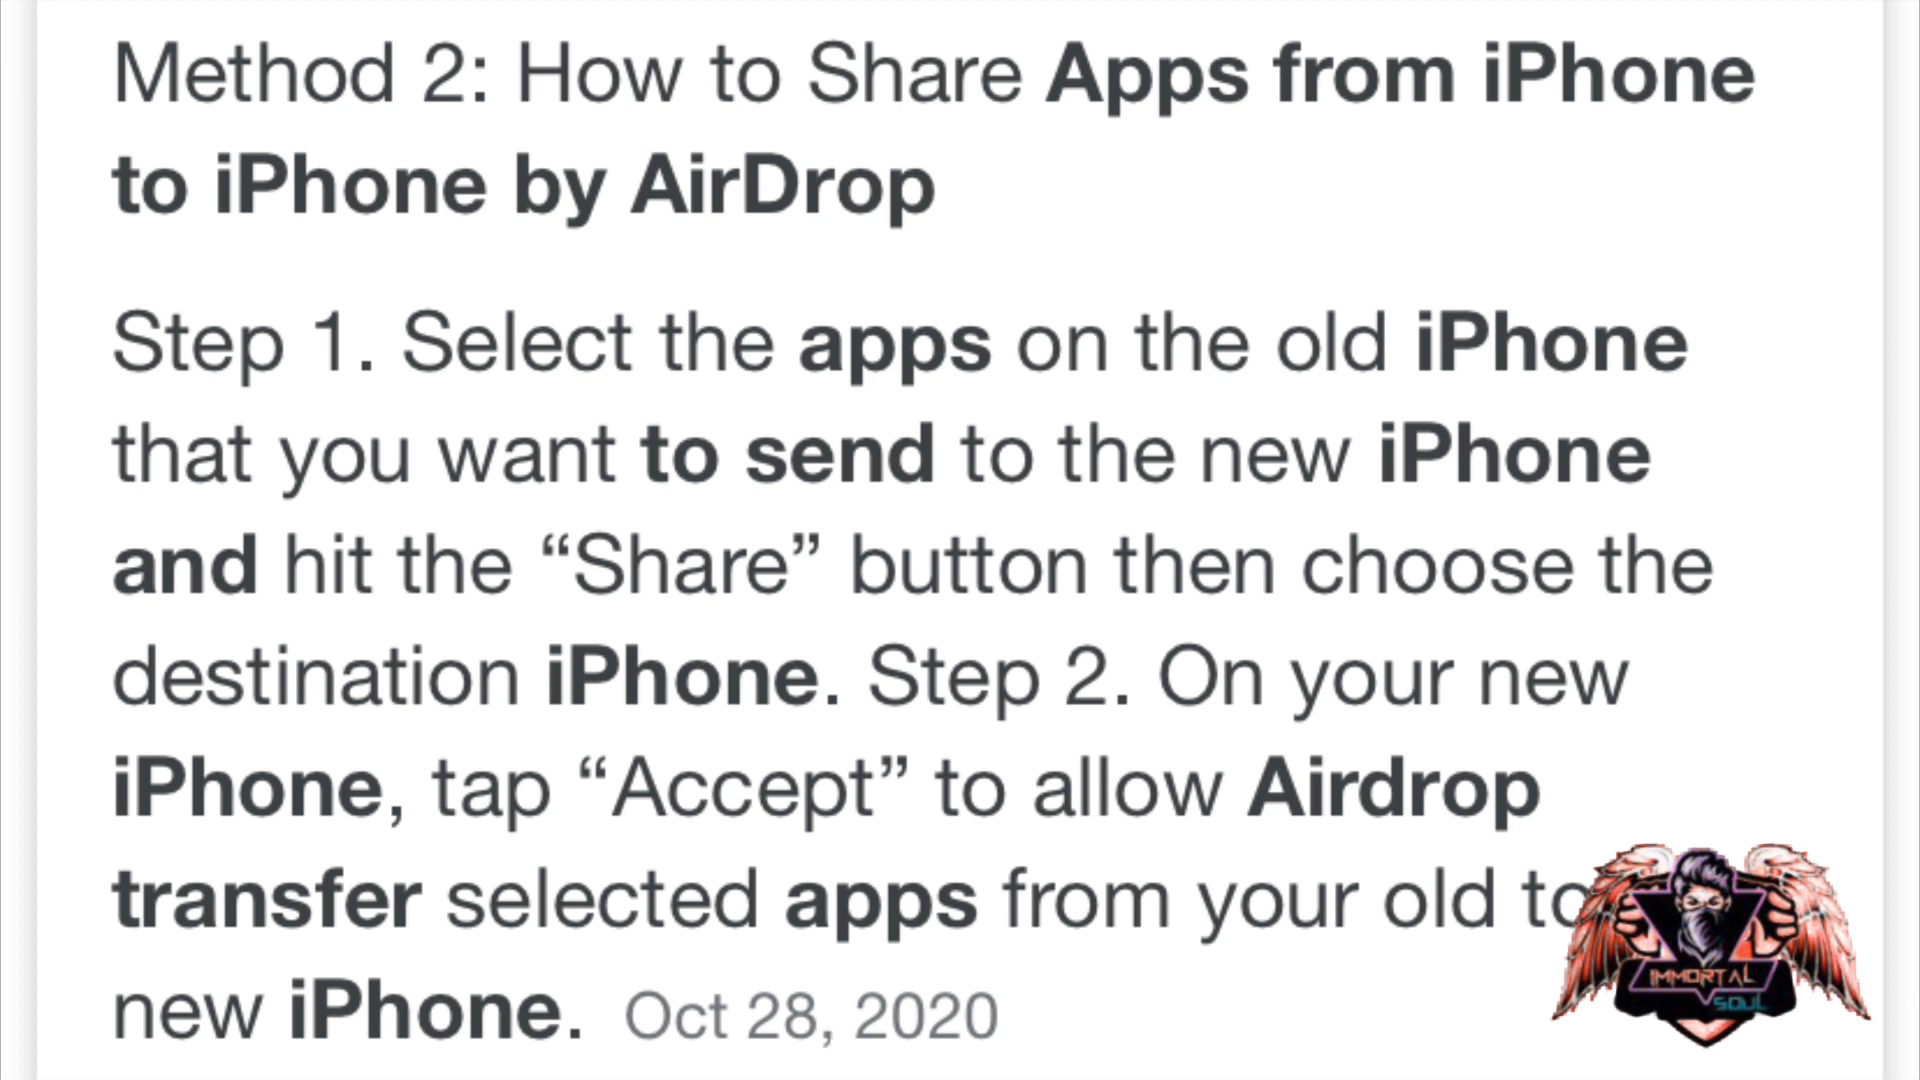 Method 2: How to Share Apps from iPhone
to iPhone by AirDrop
Step 1. Select the apps on the old iPhone
that you want to send to the new iPhone
and hit the “Share” button then choose the
destination iPhone. Step 2. On your new
iPhone, tap “Accept” to allow Airdrop
transfer selected apps from your old to
new iPhone. Oct 28, 2020
IMMORTAL
SOUL